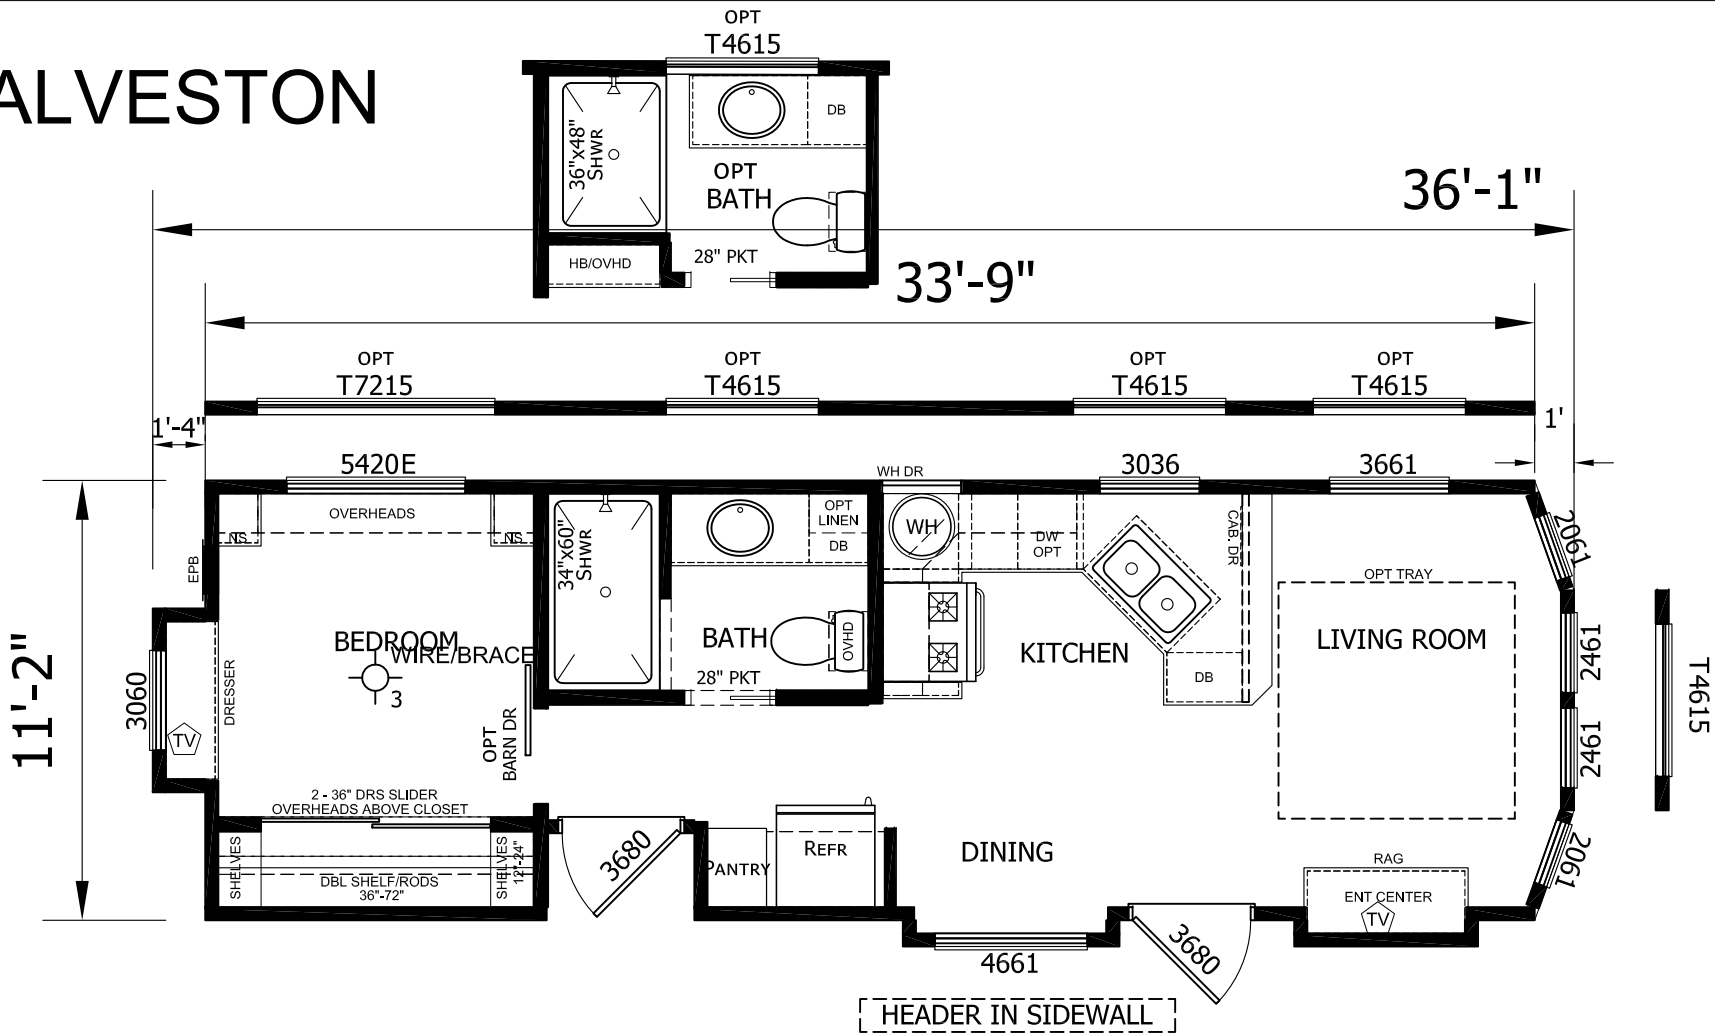 OPT
T4615
ALVESTON
36"x48"
SHWR
DB
OPT
BATH
HB/OVHD
28" PKT
36'-1"
33'-9"
OPT
T7215
OPT
T4615
OPT
T4615
OPT
T4615
1'-4"
1'
5420E
WH DR
3036
3661
OVERHEADS
NS
NS
EPB
34"x60"
SHWR
OPT
LINEN
DB
WH
DW
OPT
CAB. DR
OPT TRAY
2061
11'-2"
3060
DRESSER
TV
BEDROOM
WIRE/BRACE
3
OPT
BARN DR
BATH
OVHD
28" PKT
KITCHEN
DB
LIVING ROOM
2461
2461
T4615
2 - 36" DRS SLIDER
OVERHEADS ABOVE CLOSET
SHELVES
DBL SHELF/RODS
36"-72"
SHELVES
12"-24"
3680
PANTRY
REFR
DINING
RAG
ENT CENTER
TV
2061
4661
3680
HEADER IN SIDEWALL